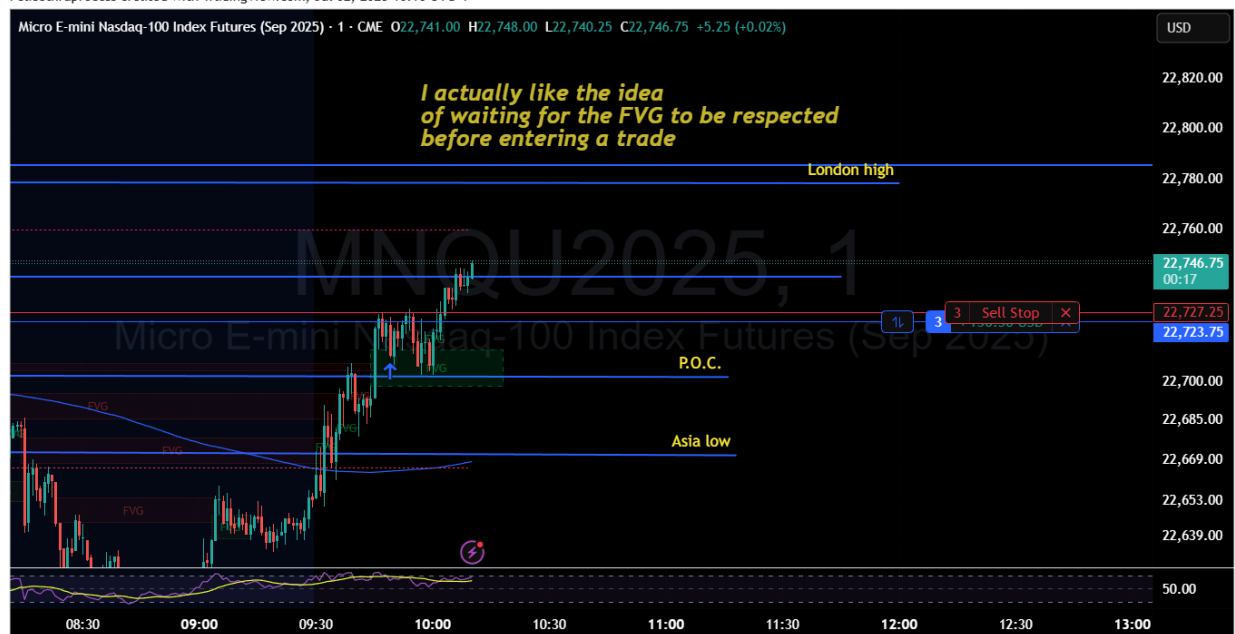 Micro E-mini Nasdaq-100 Index Futures (Sep 2025) · 1 · CME O22,741.00 H22,748.00 L22,740.25 C22,746.75 +5.25 (+0.02%)
USD
22,820.00
I actually like the idea
of waiting for the FVG to be respected
before entering a trade
22,800.00
London high
22,780.00
22,760.00
MNQU2025, 1
22,746.75
00:17
3 Sell Stop
22,727.25
3
22,723.75
Micro E-mini Nasdaq-100 Index Futures (Sep 2025)
FVG
P.O.C.
22,700.00
FVG
22,685.00
FVG
Asia low
FVG
22,669.00
22,653.00
FVG
22,639.00
50.00
08:30 09:00 09:30 10:00 10:30 11:00 11:30 12:00 12:30 13:00